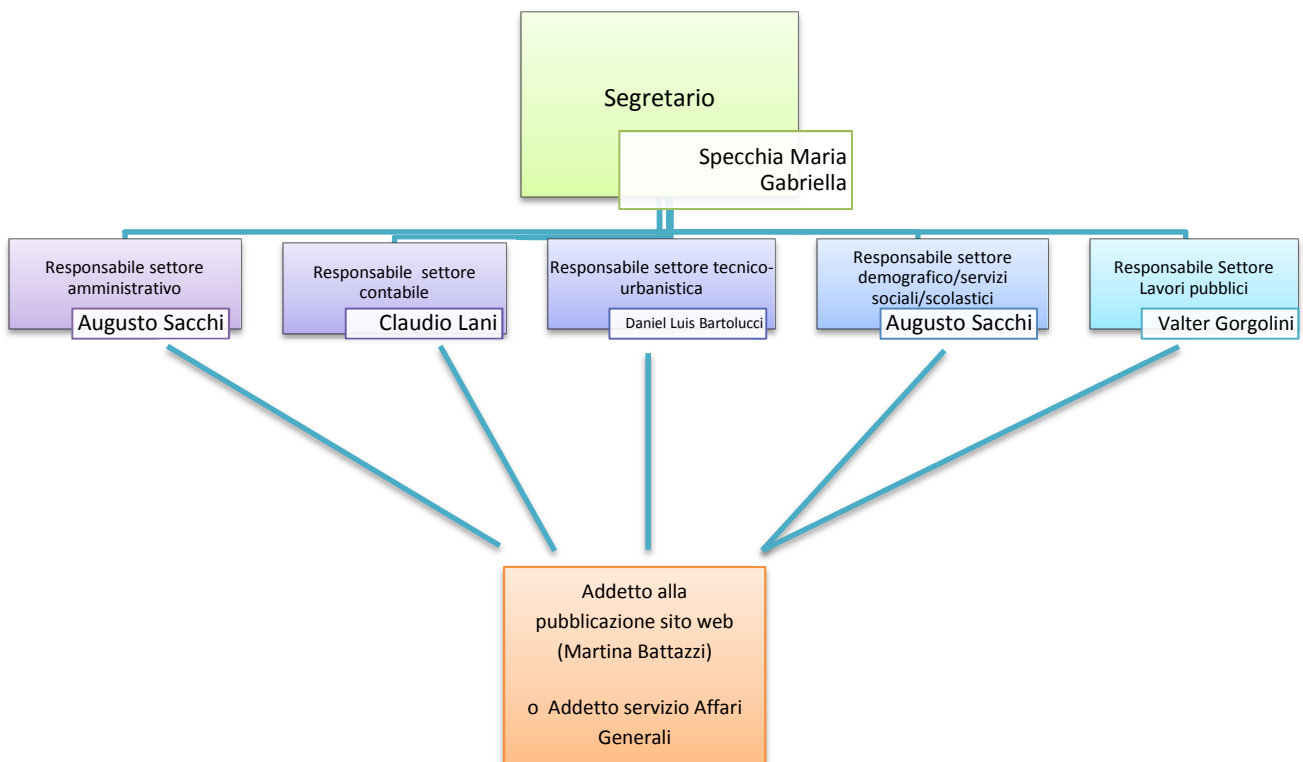 Segretario
Specchia Maria
Gabriella
Responsabile settore
amministrativo
Augusto Sacchi
Responsabile settore
contabile
Claudio Lani
Responsabile settore tecnico-
urbanistica
Daniel Luis Bartolucci
Responsabile settore
demografico/servizi
sociali/scolastici
Augusto Sacchi
Responsabile Settore
Lavori pubblici
Valter Gorgolini
Addetto alla
pubblicazione sito web
(Martina Battazzi)
o Addetto servizio Affari
Generali